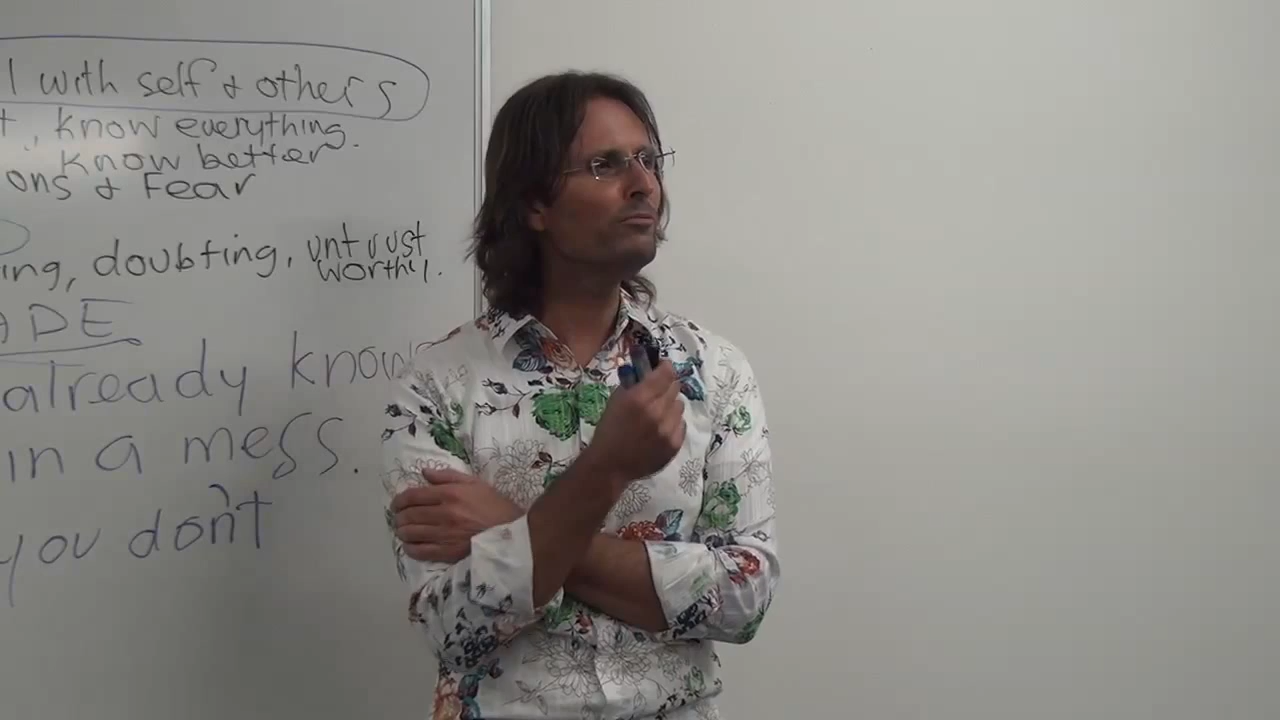 l with self & others
t, know everything.
know better
ons & Fear
ing, doubting, untrust
worthy.
ADE
already know
in a mess.
you don't